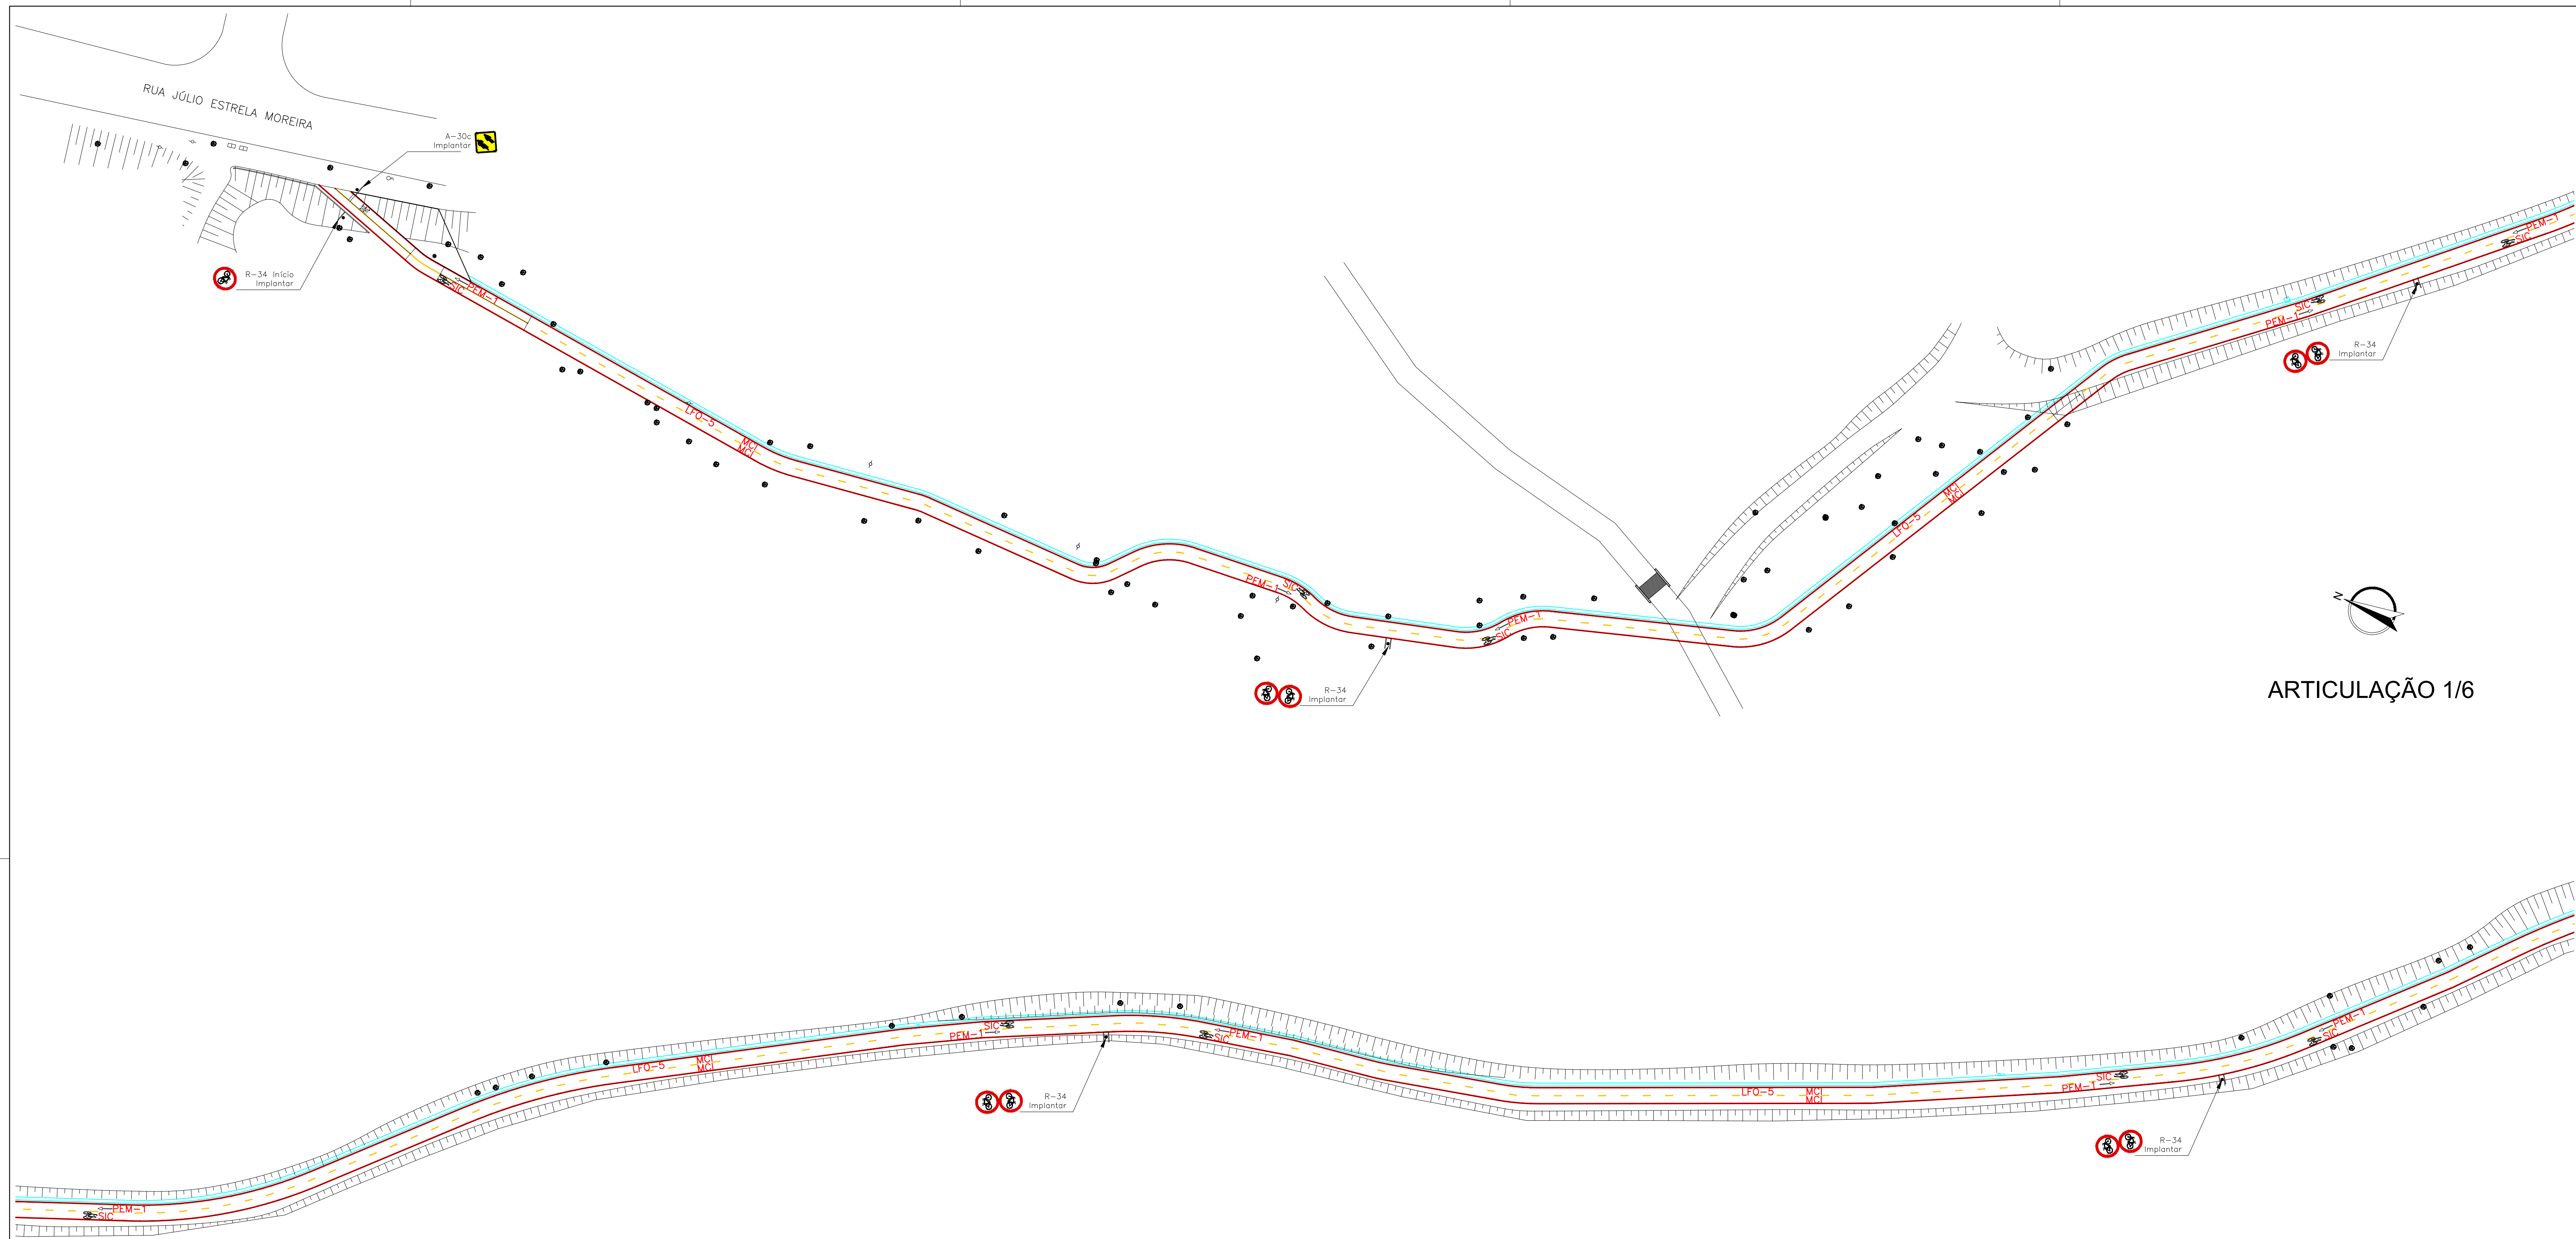 RUA JÚLIO ESTRELA MOREIRA
A-30c
Implantar
R-34 Início
Implantar
PEM-1
SIC
LFO-5
MCI
MCI
PEM-1
SIC
R-34
Implantar
PEM-1
SIC
LFO-5
MCI
MCI
SIC
PEM-1
R-34
Implantar
PEM-1
SIC
N
ARTICULAÇÃO 1/6
PEM-1
SIC
LFO-5
MCI
MCI
SIC
PEM-1
R-34
Implantar
PEM-1
SIC
LFO-5
MCI
MCI
SIC
PEM-1
R-34
Implantar
PEM-1
SIC